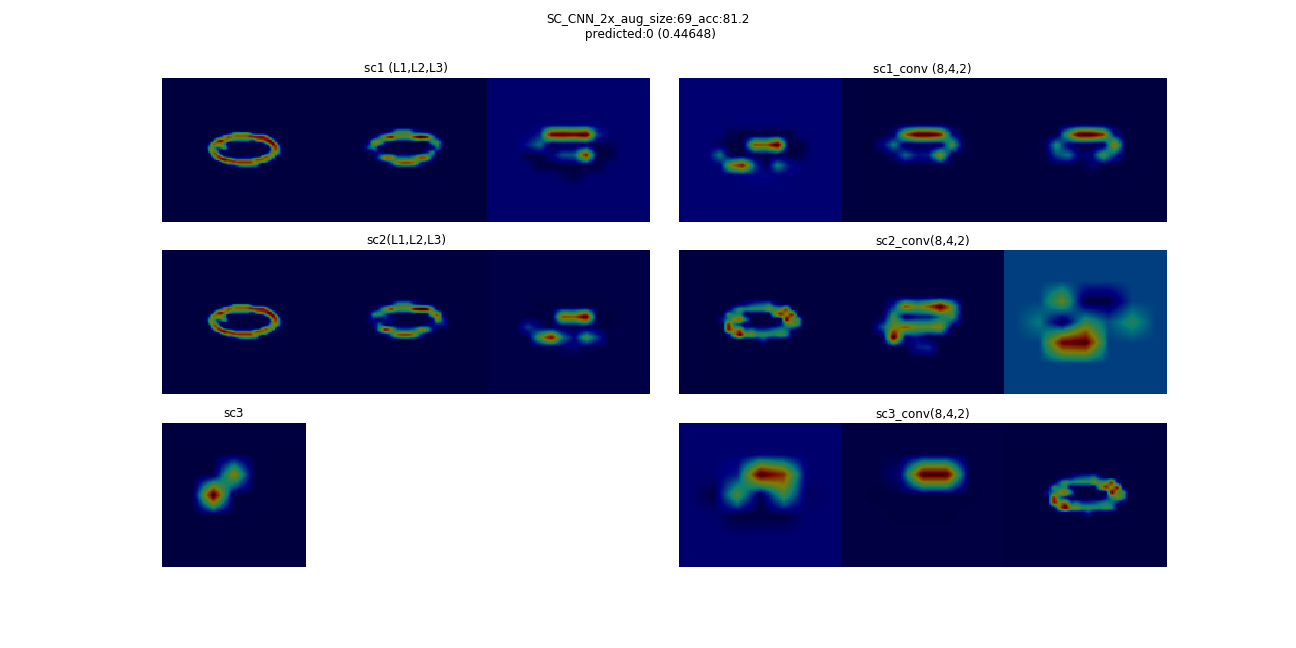 SC_CNN_2x_aug_size:69_acc:81.2
predicted:0 (0.44648)
sc1 (L1,L2,L3)
sc1_conv (8,4,2)
sc2(L1,L2,L3)
sc2_conv(8,4,2)
sc3
sc3_conv(8,4,2)